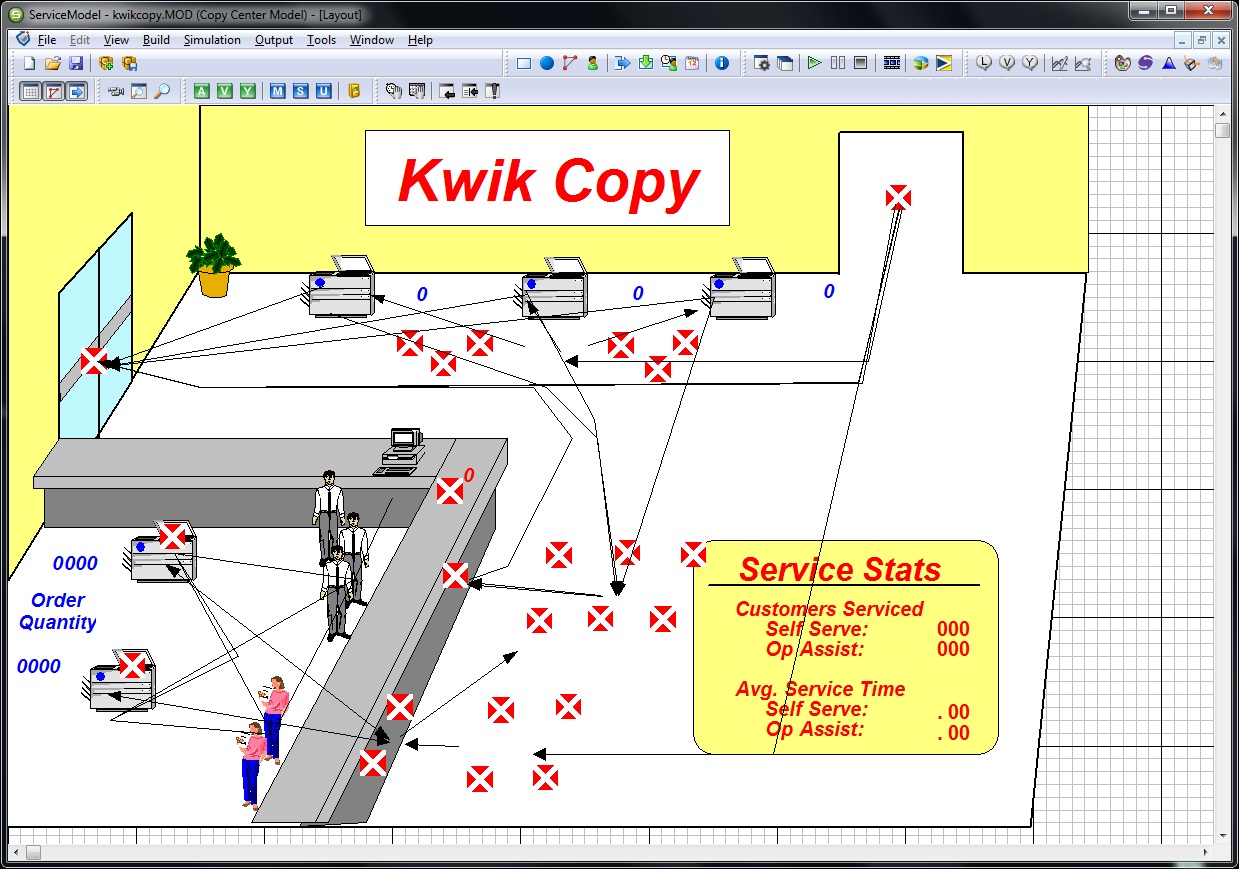 ServiceModel - kwikcopy.MOD (Copy Center Model) - [Layout]
File Edit View Build Simulation Output Tools Window Help
L V Y
A V Y M S U
Kwik Copy
0 0 0
0
0000
Order
Quantity
0000
Service Stats
Customers Serviced
Self Serve: 000
Op Assist: 000
Avg. Service Time
Self Serve: . 00
Op Assist: . 00